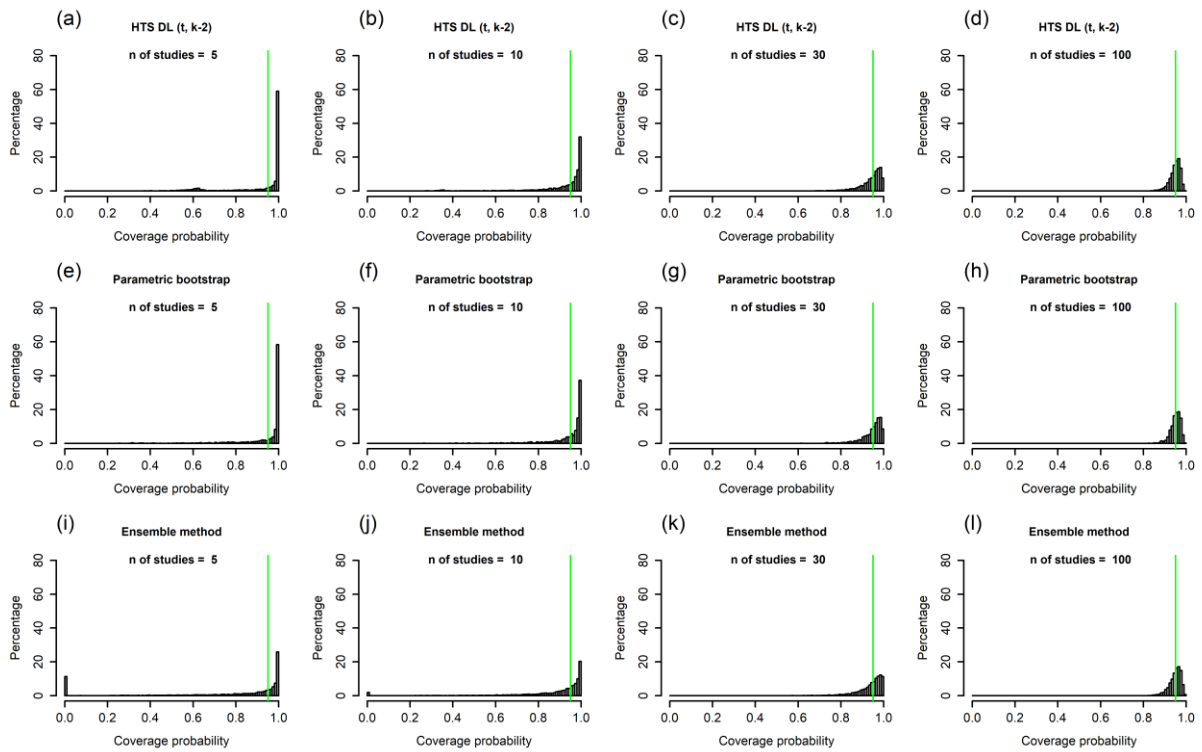 (a)
HTS DL (t, k-2)
n of studies = 5
80
60
40
20
0
Percentage
0.0 0.2 0.4 0.6 0.8 1.0
Coverage probability
(b)
HTS DL (t, k-2)
n of studies = 10
80
60
40
20
0
Percentage
0.0 0.2 0.4 0.6 0.8 1.0
Coverage probability
(c)
HTS DL (t, k-2)
n of studies = 30
80
60
40
20
0
Percentage
0.0 0.2 0.4 0.6 0.8 1.0
Coverage probability
(d)
HTS DL (t, k-2)
n of studies = 100
80
60
40
20
0
Percentage
0.0 0.2 0.4 0.6 0.8 1.0
Coverage probability
(e)
Parametric bootstrap
n of studies = 5
80
60
40
20
0
Percentage
0.0 0.2 0.4 0.6 0.8 1.0
Coverage probability
(f)
Parametric bootstrap
n of studies = 10
80
60
40
20
0
Percentage
0.0 0.2 0.4 0.6 0.8 1.0
Coverage probability
(g)
Parametric bootstrap
n of studies = 30
80
60
40
20
0
Percentage
0.0 0.2 0.4 0.6 0.8 1.0
Coverage probability
(h)
Parametric bootstrap
n of studies = 100
80
60
40
20
0
Percentage
0.0 0.2 0.4 0.6 0.8 1.0
Coverage probability
(i)
Ensemble method
n of studies = 5
80
60
40
20
0
Percentage
0.0 0.2 0.4 0.6 0.8 1.0
Coverage probability
(j)
Ensemble method
n of studies = 10
80
60
40
20
0
Percentage
0.0 0.2 0.4 0.6 0.8 1.0
Coverage probability
(k)
Ensemble method
n of studies = 30
80
60
40
20
0
Percentage
0.0 0.2 0.4 0.6 0.8 1.0
Coverage probability
(l)
Ensemble method
n of studies = 100
80
60
40
20
0
Percentage
0.0 0.2 0.4 0.6 0.8 1.0
Coverage probability